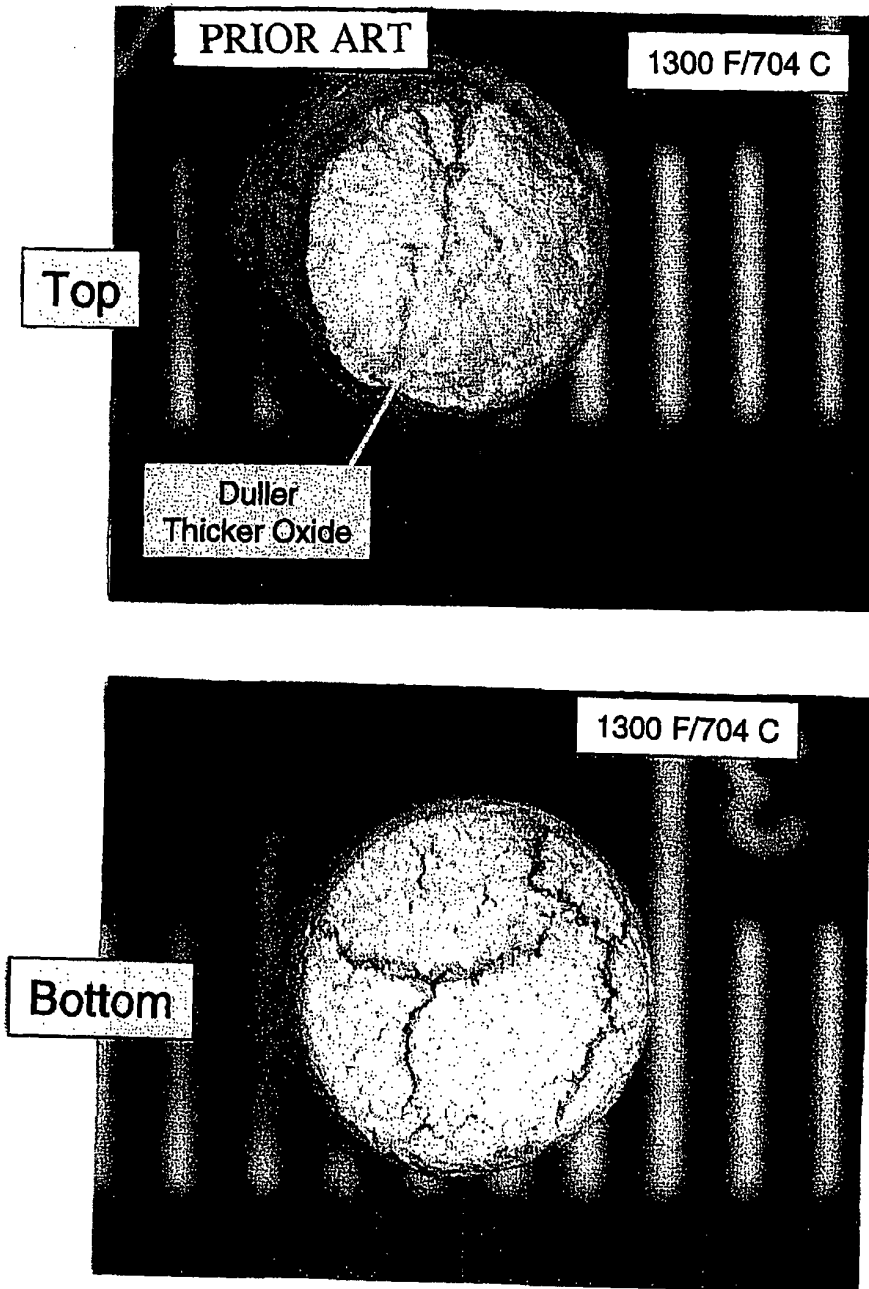 PRIOR ART
1300 F/704 C
Top
Duller
Thicker Oxide
1300 F/704 C
Bottom